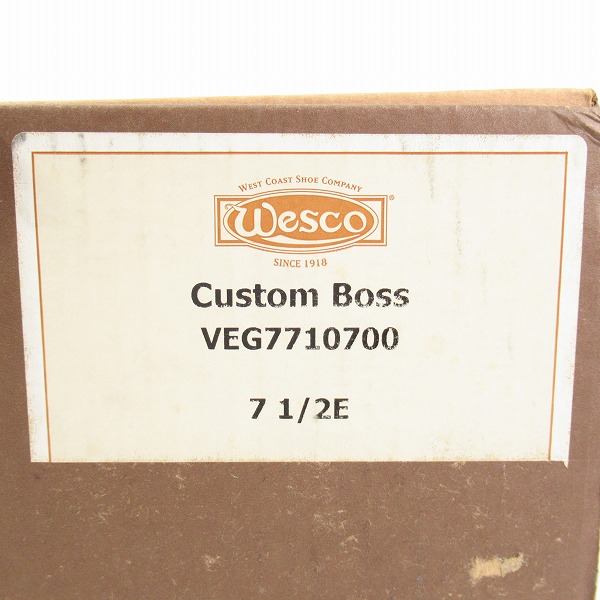 WEST COAST SHOE COMPANY
Wesco
®
SINCE 1918
Custom Boss
VEG7710700
7 1/2E